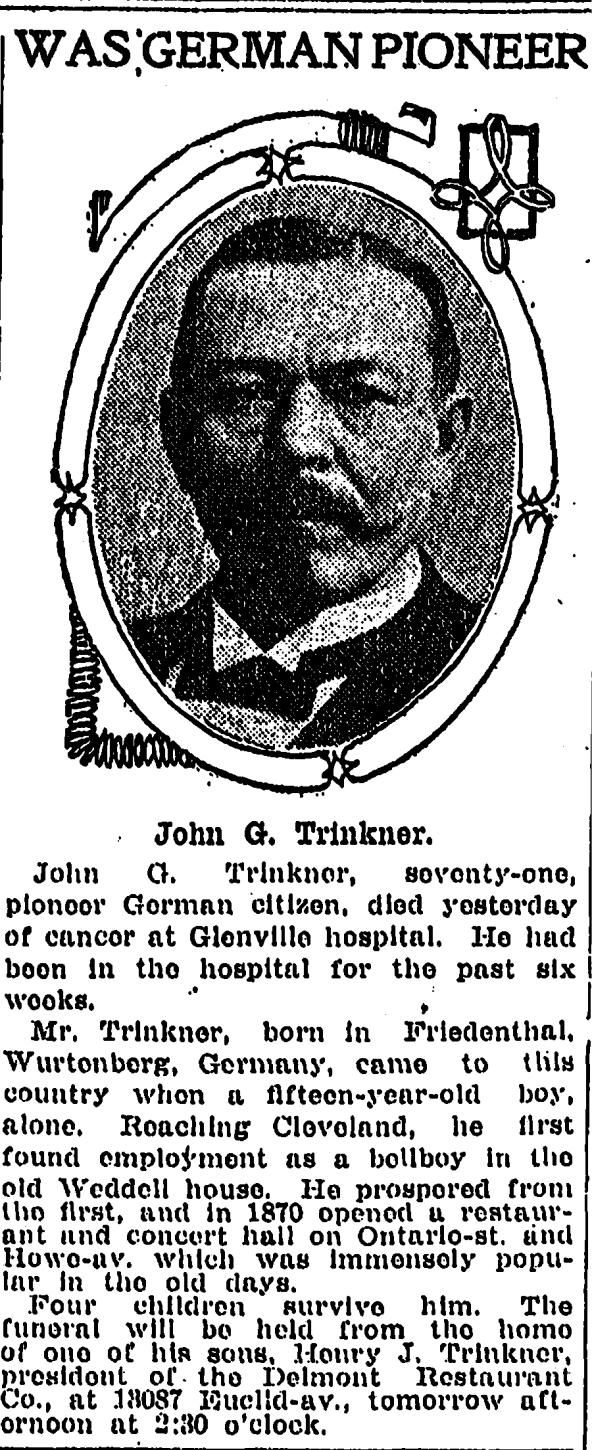 WAS GERMAN PIONEER
John G. Trinkner.
John G. Trinkner, seventy-one,
pioneer German citizen, died yesterday
of cancer at Glenville hospital. He had
been in the hospital for the past six
weeks.
Mr. Trinkner, born in Friedenthal,
Wurtenberg, Germany, came to this
country when a fifteen-year-old boy,
alone. Reaching Cleveland, he first
found employment as a bellboy in the
old Weddell house. He prospered from
the first, and in 1870 opened a restaur-
ant and concert hall on Ontario-st. and
Howe-av. which was immensely popu-
lar in the old days.
Four children survive him. The
funeral will be held from the home
of one of his sons, Henry J. Trinkner,
president of the Delmont Restaurant
Co., at 13087 Euclid-av., tomorrow aft-
ernoon at 2:30 o'clock.